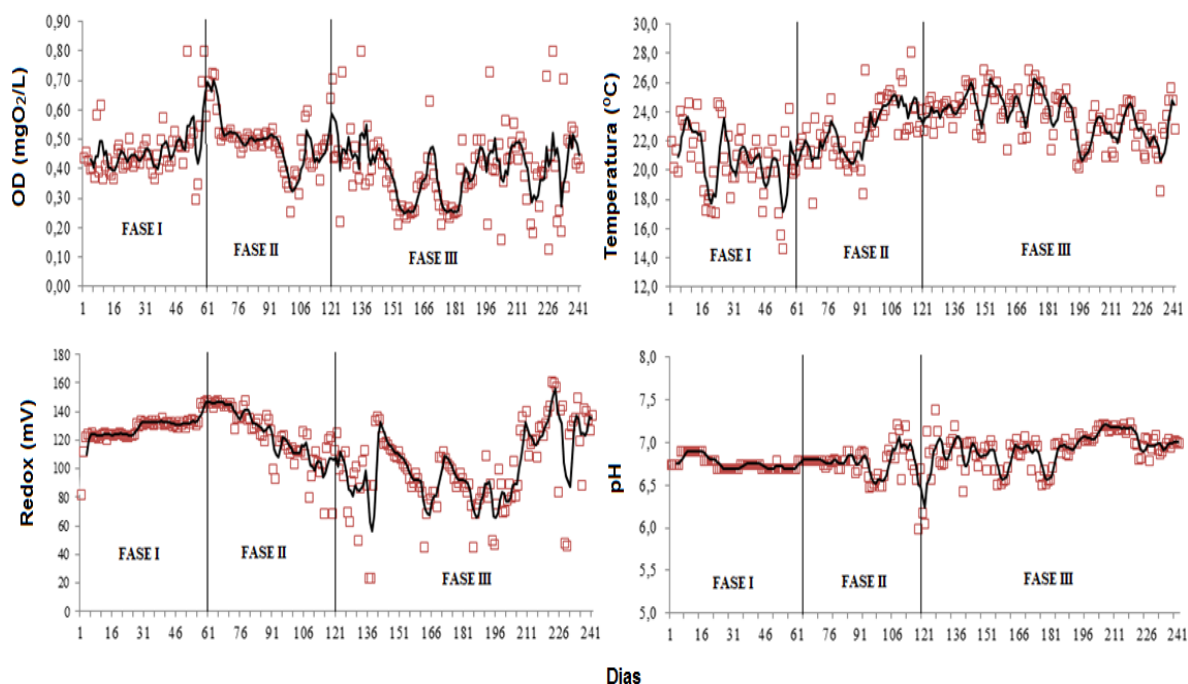 OD (mgO2/L)
0,90
0,80
0,70
0,60
0,50
0,40
0,30
0,20
0,10
0,00
FASE I
FASE II
FASE III
1 16 31 46 61 76 91 106 121 136 151 166 181 196 211 226 241
Temperatura (°C)
30,0
28,0
26,0
24,0
22,0
20,0
18,0
16,0
14,0
12,0
FASE I
FASE II
FASE III
1 16 31 46 61 76 91 106 121 136 151 166 181 196 211 226 241
Redox (mV)
180
160
140
120
100
80
60
40
20
0
FASE I
FASE II
FASE III
1 16 31 46 61 76 91 106 121 136 151 166 181 196 211 226 241
pH
8,0
7,5
7,0
6,5
6,0
5,5
5,0
FASE I
FASE II
FASE III
1 16 31 46 61 76 91 106 121 136 151 166 181 196 211 226 241
Dias